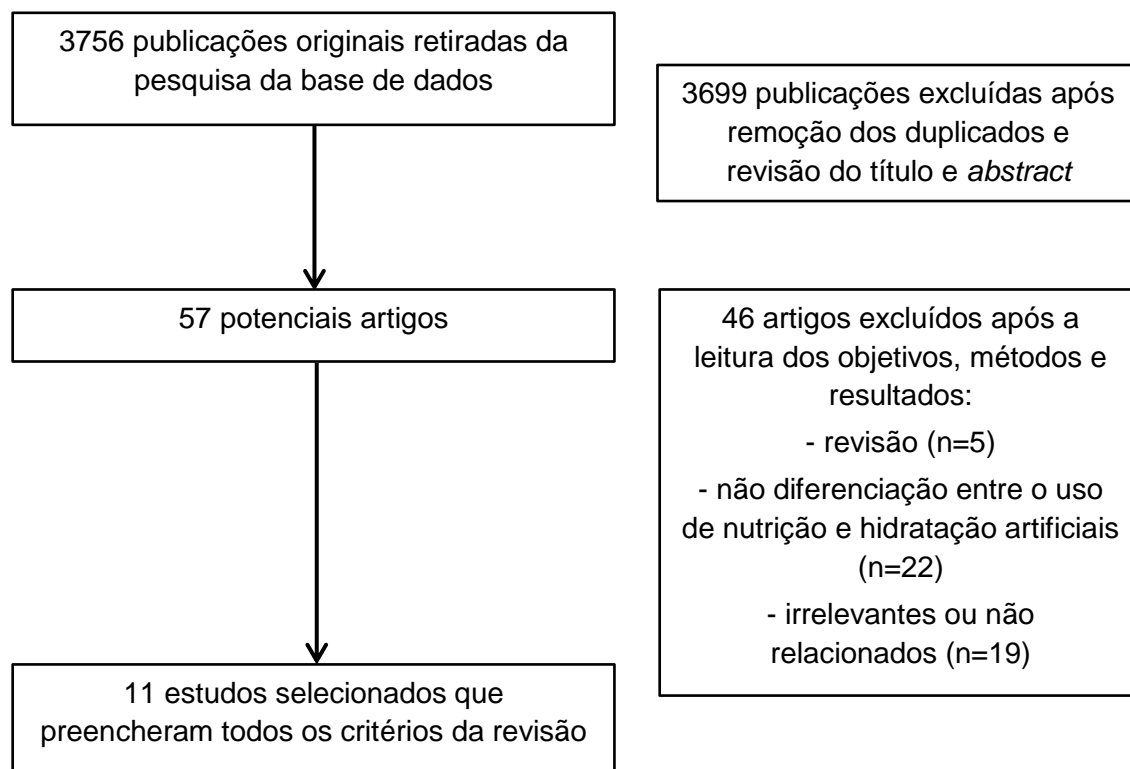 3756 publicações originais retiradas da
pesquisa da base de dados
3699 publicações excluídas após
remoção dos duplicados e
revisão do título e abstract
57 potenciais artigos
46 artigos excluídos após a
leitura dos objetivos, métodos e
resultados:
- revisão (n=5)
- não diferenciação entre o uso
de nutrição e hidratação artificiais
(n=22)
- irrelevantes ou não
relacionados (n=19)
11 estudos selecionados que
preencheram todos os critérios da revisão